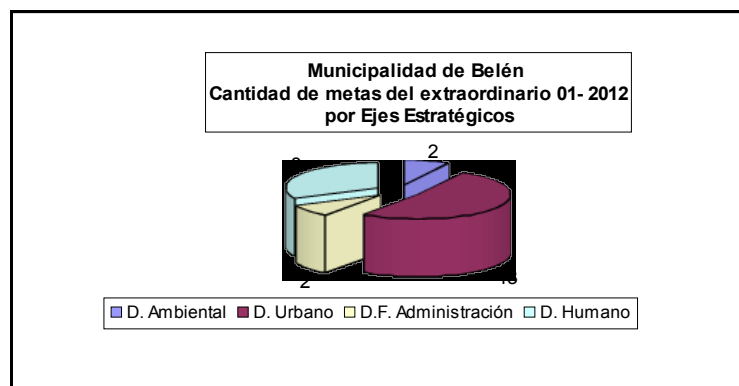 Municipalidad de Belén
Cantidad de metas del extraordinario 01- 2012
por Ejes Estratégicos
2
2
D. Ambiental D. Urbano D.F. Administración D. Humano